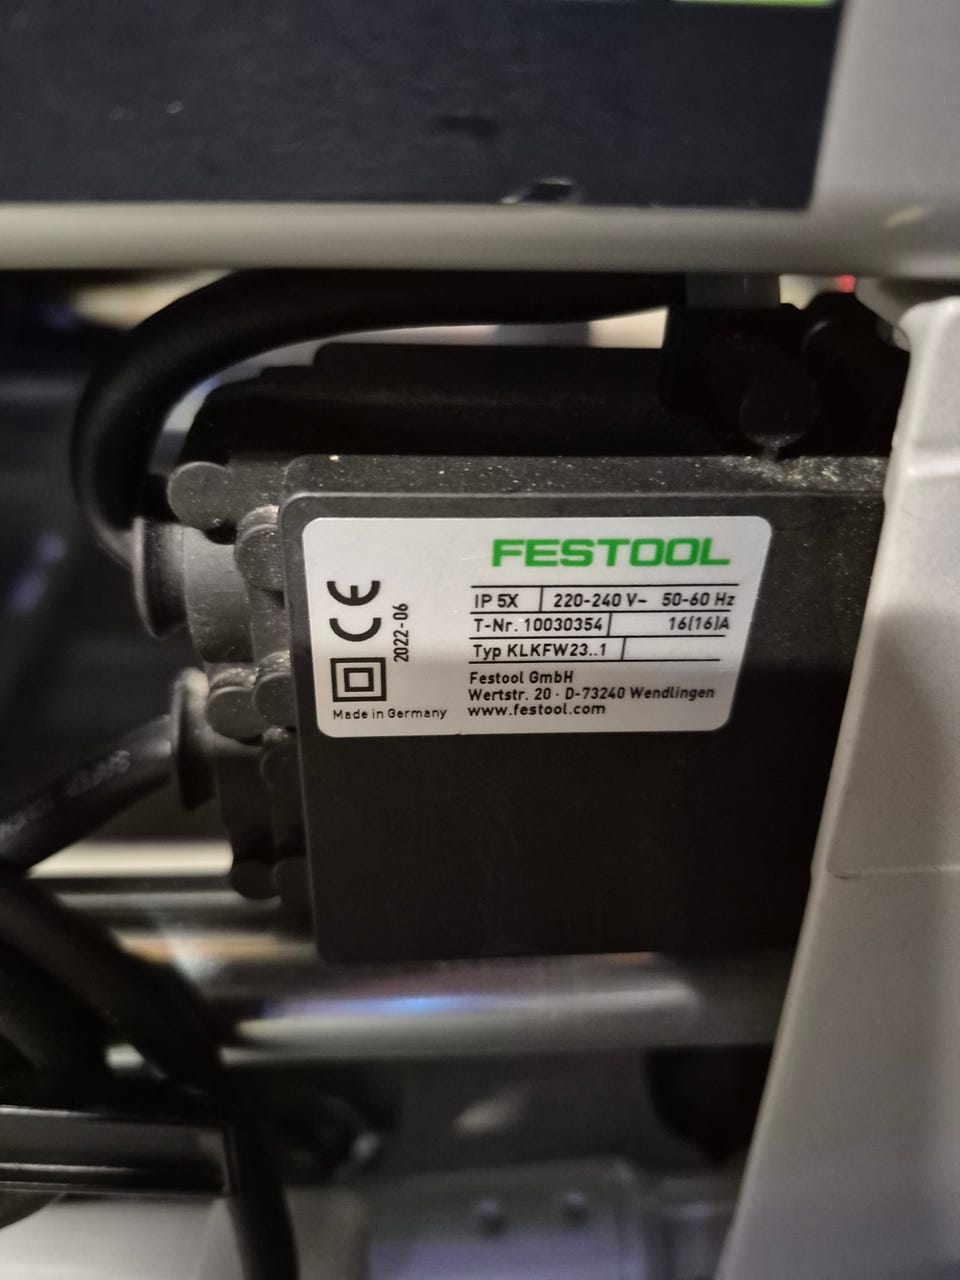 FESTOOL
CE
2022-06
IP 5X 220-240 V~ 50-60 Hz
T-Nr. 10030354 16(16)A
Typ KLKFW23..1
Festool GmbH
Wertstr. 20 · D-73240 Wendlingen
www.festool.com
Made in Germany